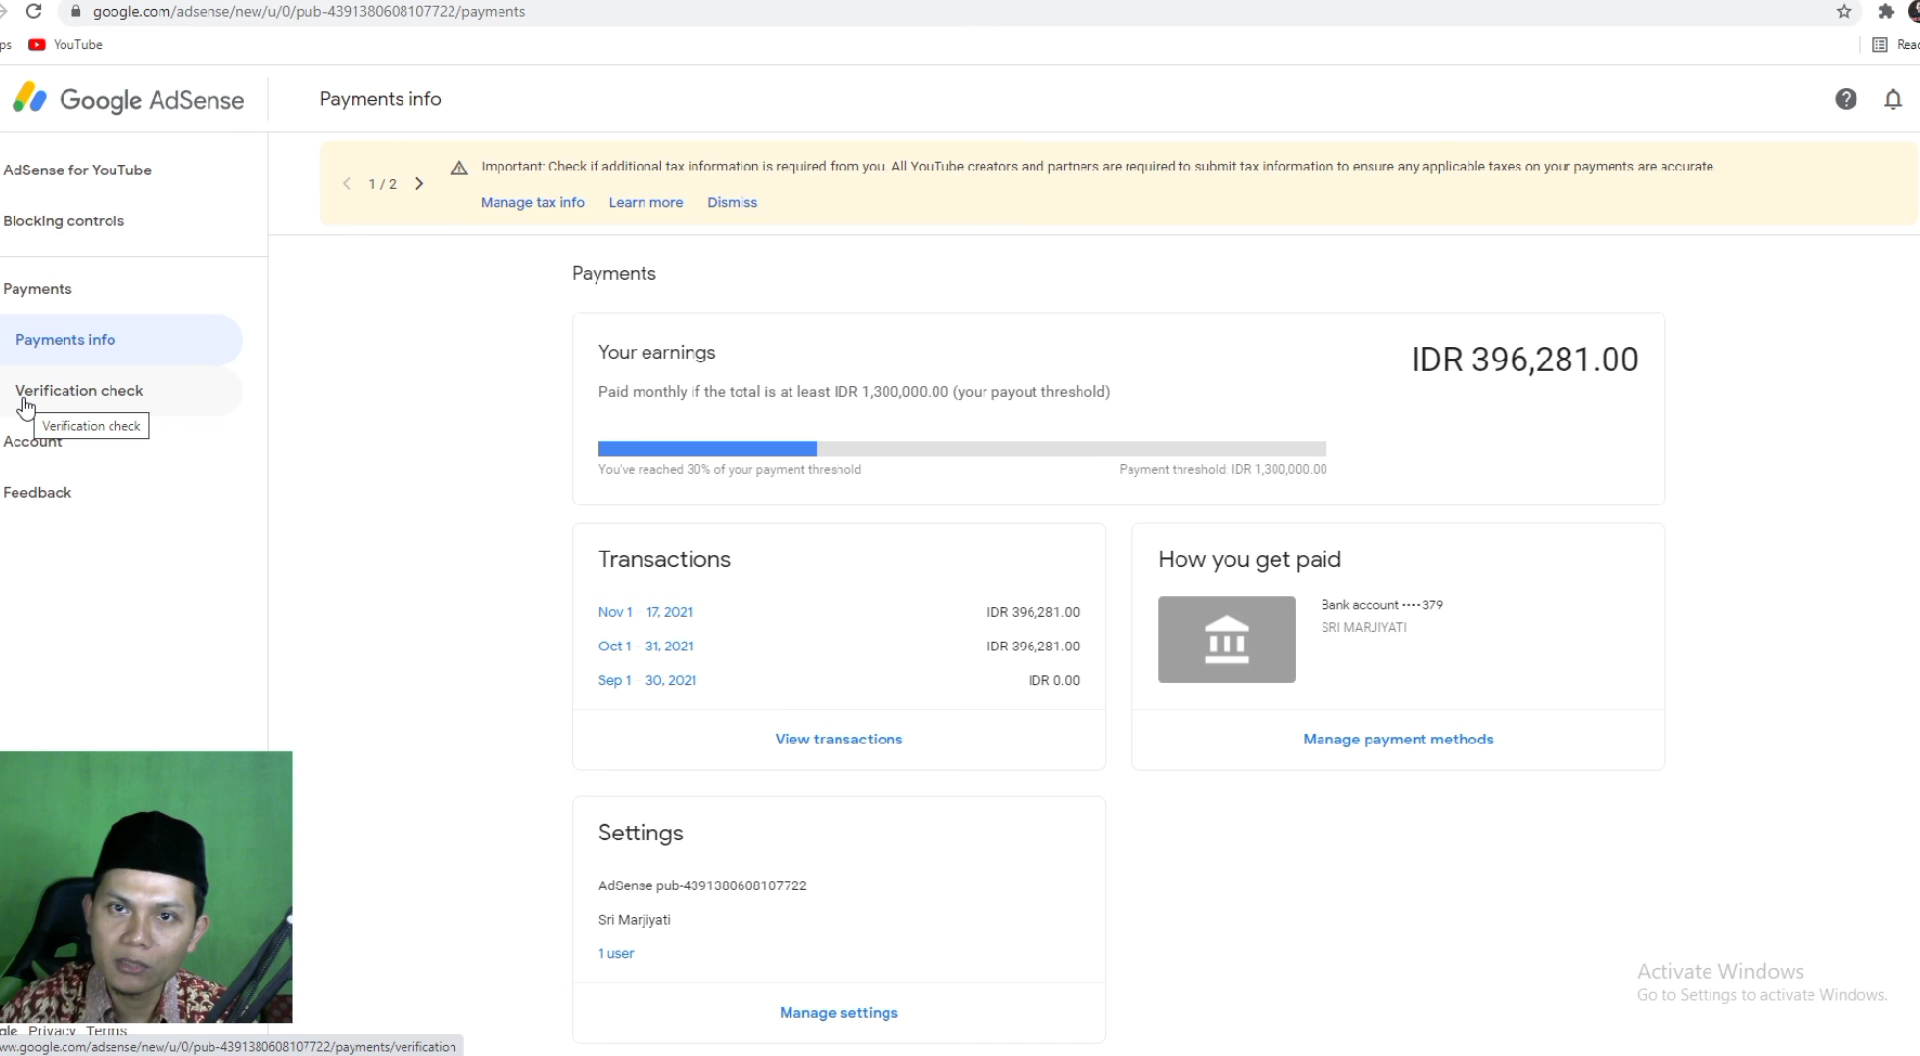 google.com/adsense/new/u/0/pub-4391380608107722/payments
YouTube
Google AdSense
Payments info
AdSense for YouTube
Blocking controls
Payments
Payments info
Verification check
Verification check
Account
Feedback
1 / 2
Important: Check if additional tax information is required from you. All YouTube creators and partners are required to submit tax information to ensure any applicable taxes on your payments are accurate.
Manage tax info Learn more Dismiss
Payments
Your earnings
IDR 396,281.00
Paid monthly if the total is at least IDR 1,300,000.00 (your payout threshold)
You've reached 30% of your payment threshold
Payment threshold: IDR 1,300,000.00
Transactions
Nov 1 – 17, 2021 IDR 396,281.00
Oct 1 – 31, 2021 IDR 396,281.00
Sep 1 – 30, 2021 IDR 0.00
View transactions
How you get paid
Bank account ••••379
SRI MARJIYATI
Manage payment methods
Settings
AdSense pub-4391380608107722
Sri Marjiyati
1 user
Manage settings
Activate Windows
Go to Settings to activate Windows.
Privacy Terms
ww.google.com/adsense/new/u/0/pub-4391380608107722/payments/verification